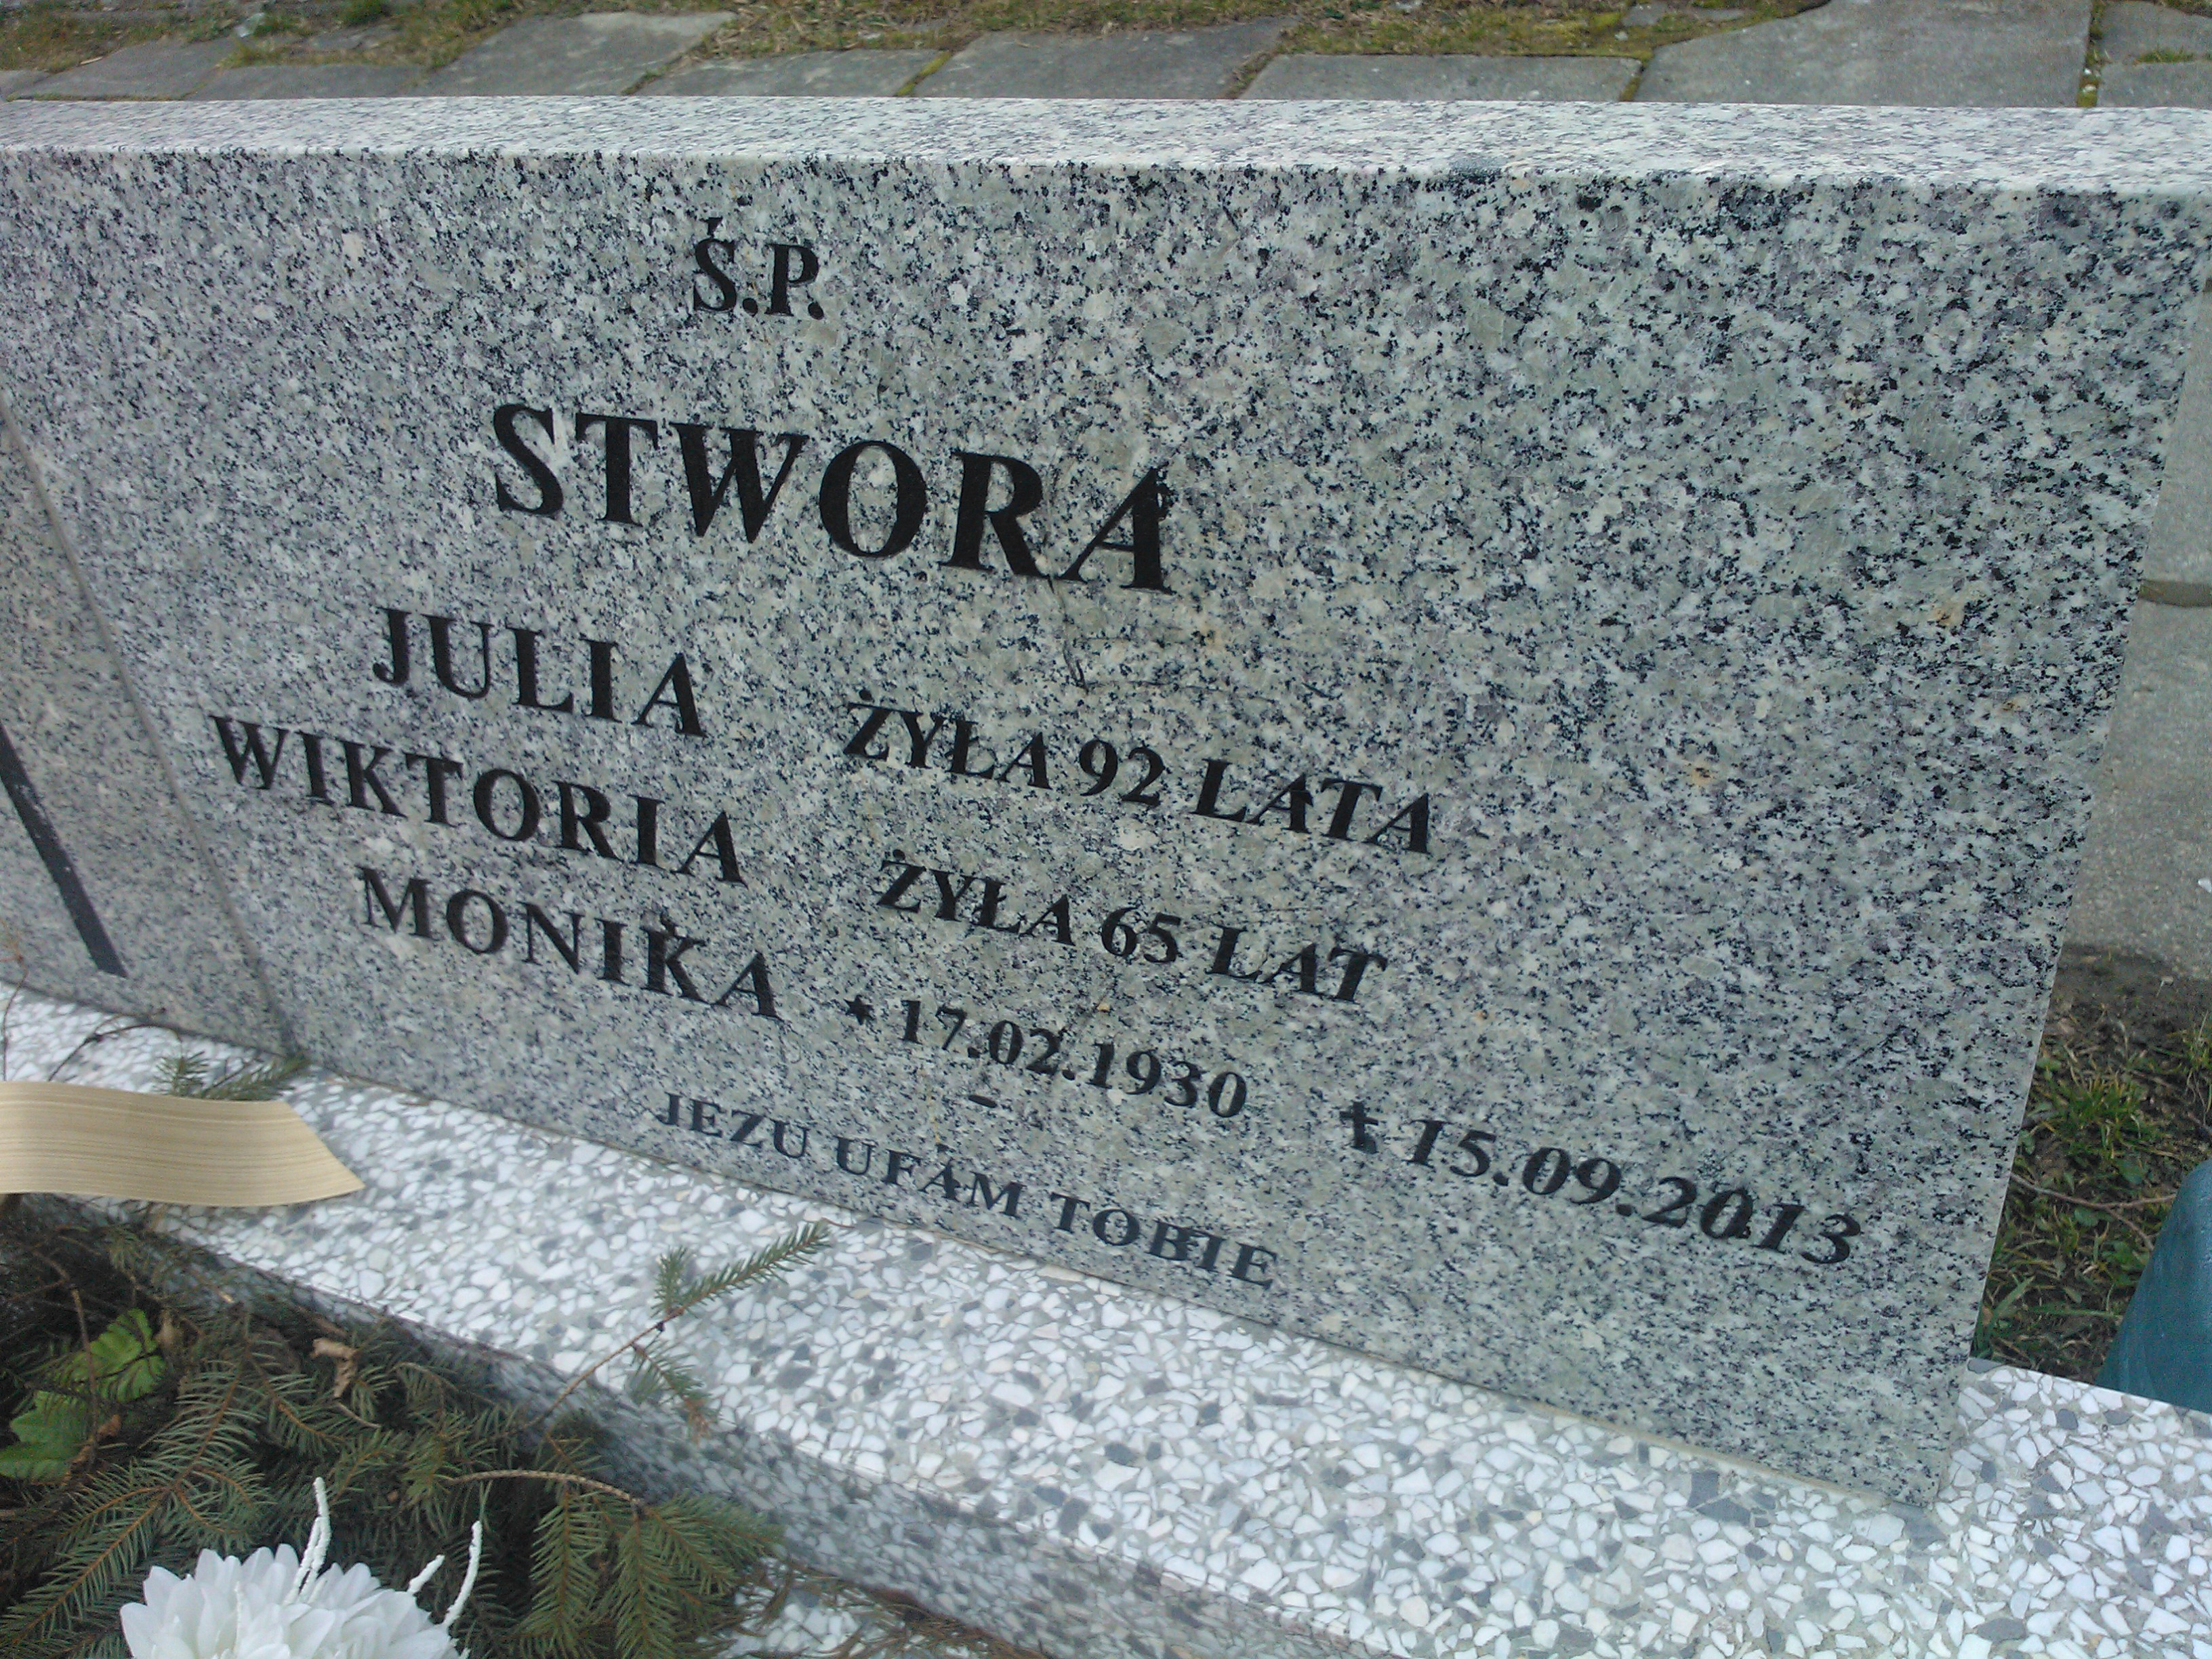 Ś.P.
STWORA
JULIA ŻYŁA 92 LATA
WIKTORIA ŻYŁA 65 LAT
MONIKA * 17.02.1930 ✝ 15.09.2013
JEZU UFAM TOBIE